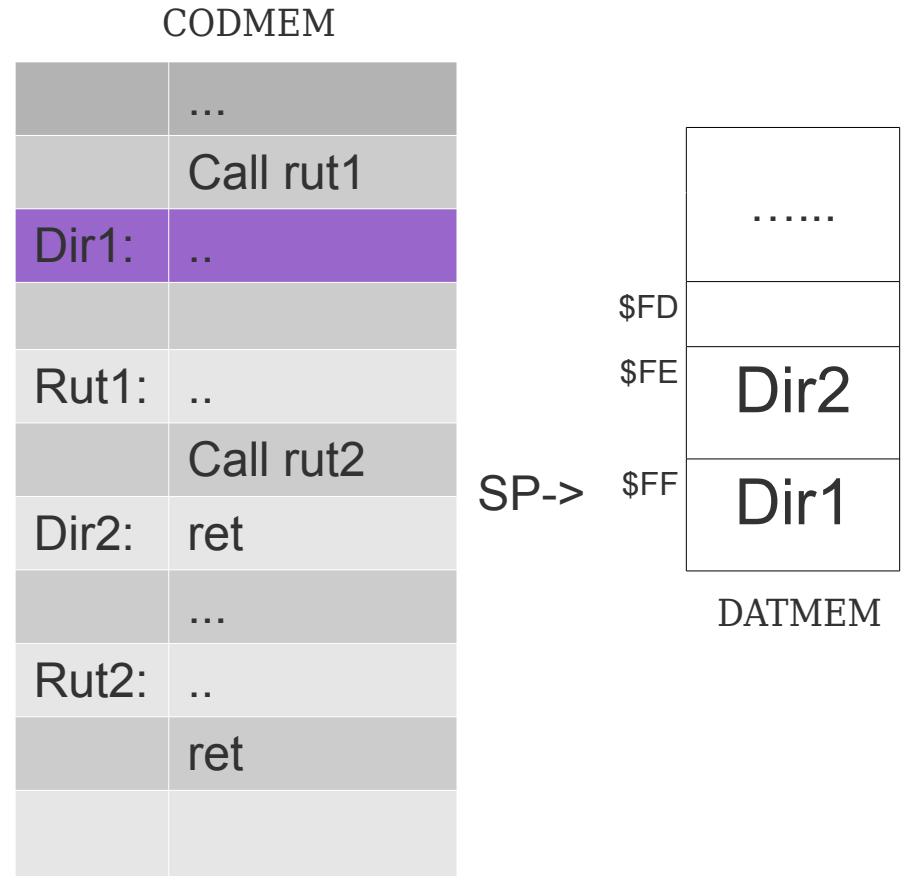 CODMEM
...
Call rut1
Dir1: ..
Rut1: ..
Call rut2
Dir2: ret
...
Rut2: ..
ret
…...
$FD
$FE Dir2
SP-> $FF Dir1
DATMEM